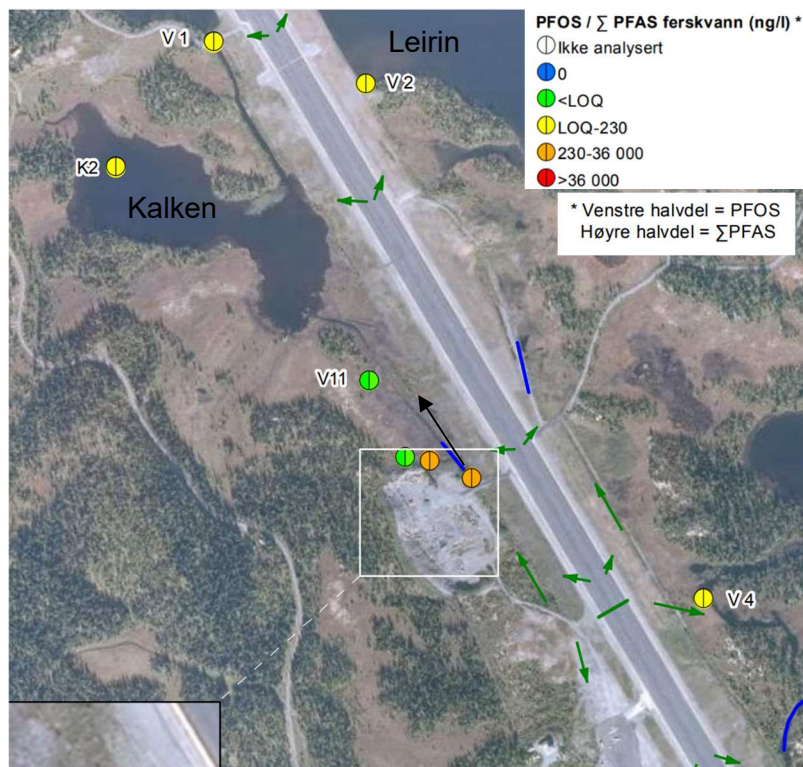 PFOS / ∑ PFAS ferskvann (ng/l) *
Ikke analysert
0
<LOQ
LOQ-230
230-36 000
>36 000
* Venstre halvdel = PFOS
Høyre halvdel = ∑PFAS
V 1
Leirin
V 2
K2
Kalken
V11
V 4